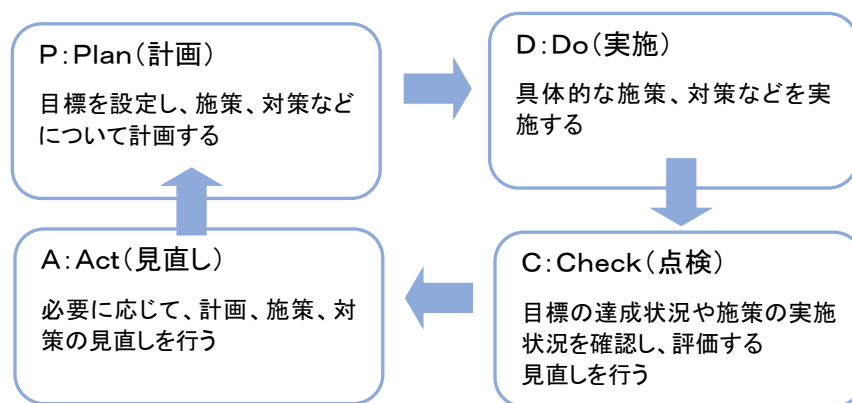 P:Plan(計画)
目標を設定し、施策、対策など
について計画する
D:Do(実施)
具体的な施策、対策などを実
施する
A:Act(見直し)
必要に応じて、計画、施策、対
策の見直しを行う
C:Check(点検)
目標の達成状況や施策の実施
状況を確認し、評価する
見直しを行う